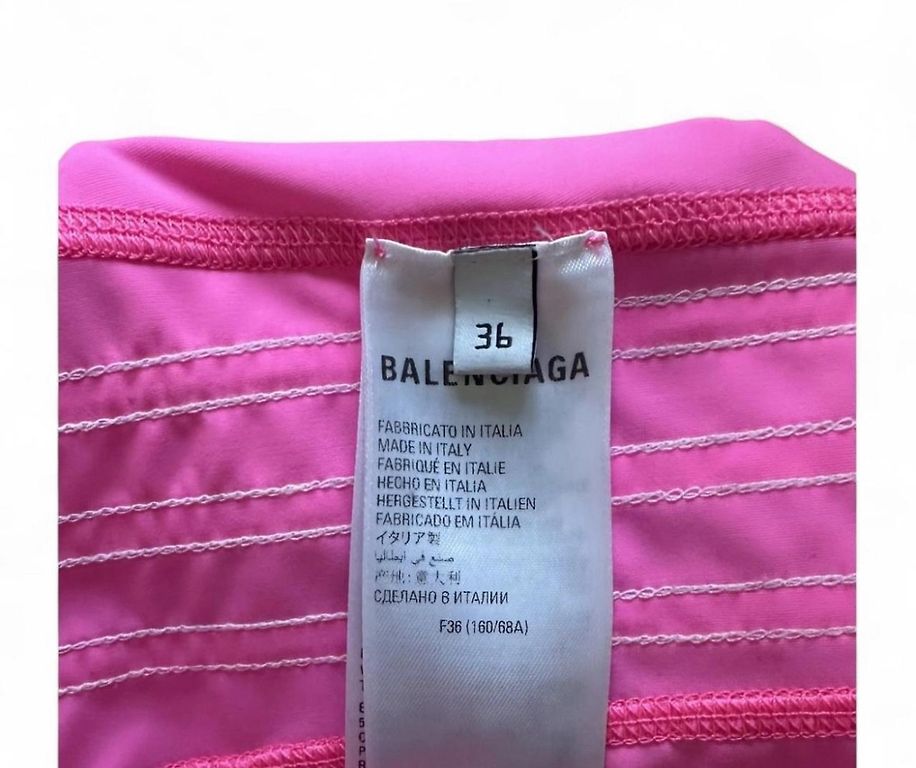 36
BALENCIAGA
FABBRICATO IN ITALIA
MADE IN ITALY
FABRIQUÉ EN ITALIE
HECHO EN ITALIA
HERGESTELLT IN ITALIEN
FABRICADO EM ITÁLIA
イタリア製
صنع في إيطاليا
产地: 意大利
СДЕЛАНО В ИТАЛИИ
F36 (160/68A)